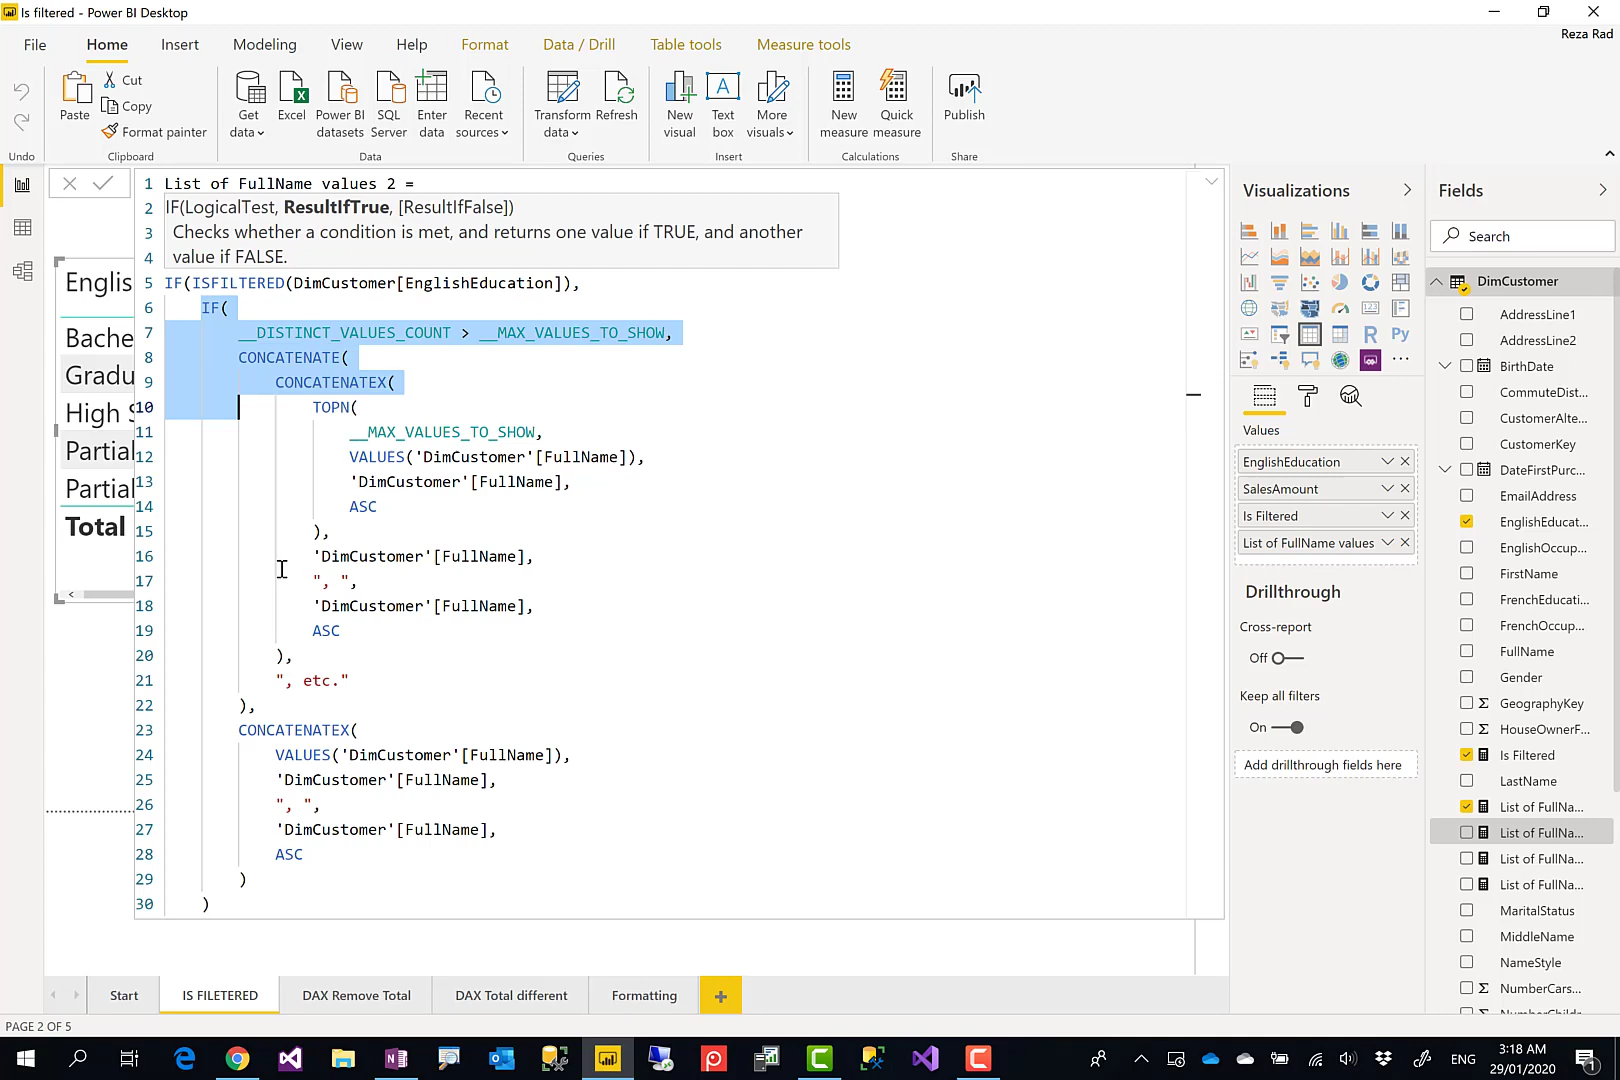 Is filtered - Power BI Desktop
Reza Rad
File Home Insert Modeling View Help Format Data / Drill Table tools Measure tools
Paste
Cut
Copy
Format painter
Get data
Excel
Power BI datasets
SQL Server
Enter data
Recent sources
Transform data
Refresh
New visual
Text box
More visuals
New measure
Quick measure
Publish
Undo
Clipboard
Data
Queries
Insert
Calculations
Share
1 List of FullName values 2 =
2 IF(LogicalTest, ResultIfTrue, [ResultIfFalse])
3 Checks whether a condition is met, and returns one value if TRUE, and another
4 value if FALSE.
5 IF(ISFILTERED(DimCustomer[EnglishEducation]),
6 IF(
7 __DISTINCT_VALUES_COUNT > __MAX_VALUES_TO_SHOW,
8 CONCATENATE(
9 CONCATENATEX(
10 TOPN(
11 __MAX_VALUES_TO_SHOW,
12 VALUES('DimCustomer'[FullName]),
13 'DimCustomer'[FullName],
14 ASC
15 ),
16 'DimCustomer'[FullName],
17 ", ",
18 'DimCustomer'[FullName],
19 ASC
20 ),
21 ", etc."
22 ),
23 CONCATENATEX(
24 VALUES('DimCustomer'[FullName]),
25 'DimCustomer'[FullName],
26 ", ",
27 'DimCustomer'[FullName],
28 ASC
29 )
30 )
Englis
Bache
Gradu
High S
Partial
Partial
Total
Visualizations
R
Py
Values
EnglishEducation
SalesAmount
Is Filtered
List of FullName values
Drillthrough
Cross-report
Off
Keep all filters
On
Add drillthrough fields here
Fields
Search
DimCustomer
AddressLine1
AddressLine2
BirthDate
CommuteDist...
CustomerAlte...
CustomerKey
DateFirstPurc...
EmailAddress
EnglishEducat...
EnglishOccup...
FirstName
FrenchEducati...
FrenchOccup...
FullName
Gender
GeographyKey
HouseOwnerF...
Is Filtered
LastName
List of FullNa...
List of FullNa...
List of FullNa...
List of FullNa...
MaritalStatus
MiddleName
NameStyle
NumberCars...
Start
IS FILETERED
DAX Remove Total
DAX Total different
Formatting
PAGE 2 OF 5
ENG
3:18 AM
29/01/2020
1